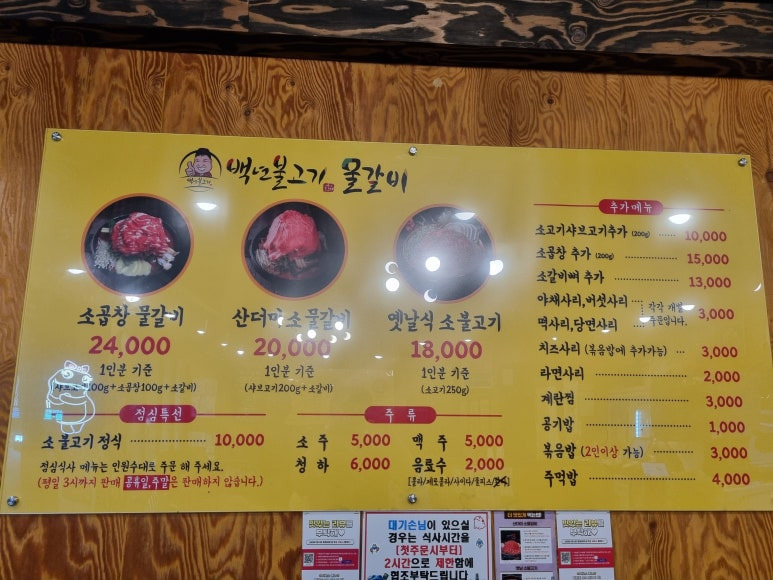 백년불고기 물갈비
백년불고기
소곱창 물갈비
24,000
1인분 기준
산더미 소 물갈비
20,000
1인분 기준
(샤브고기200g+소갈비)
옛날식 소불고기
18,000
1인분 기준
(소고기250g)
점심특선
소 불고기 정식 10,000
점심식사 메뉴는 인원수대로 주문 해 주세요.
(평일 3시까지 판매 공휴일,주말은 판매하지 않습니다.)
주 류
소 주 5,000 맥 주 5,000
청 하 6,000 음료수 2,000
추가메뉴
소고기샤브고기추가 (200g) 10,000
소곱창 추가 (200g) 15,000
소갈비뼈 추가 13,000
야채사리,버섯사리
떡사리,당면사리
각각 개별
주문입니다.
3,000
치즈사리 (볶음밥에 추가가능) 3,000
라면사리 2,000
계란찜 3,000
공기밥 1,000
볶음밥 (2인이상 가능) 3,000
주먹밥 4,000
대기손님이 있으실
경우는 식사시간을
[첫주문시부터]
2시간으로 제한함에
협조부탁드립니다